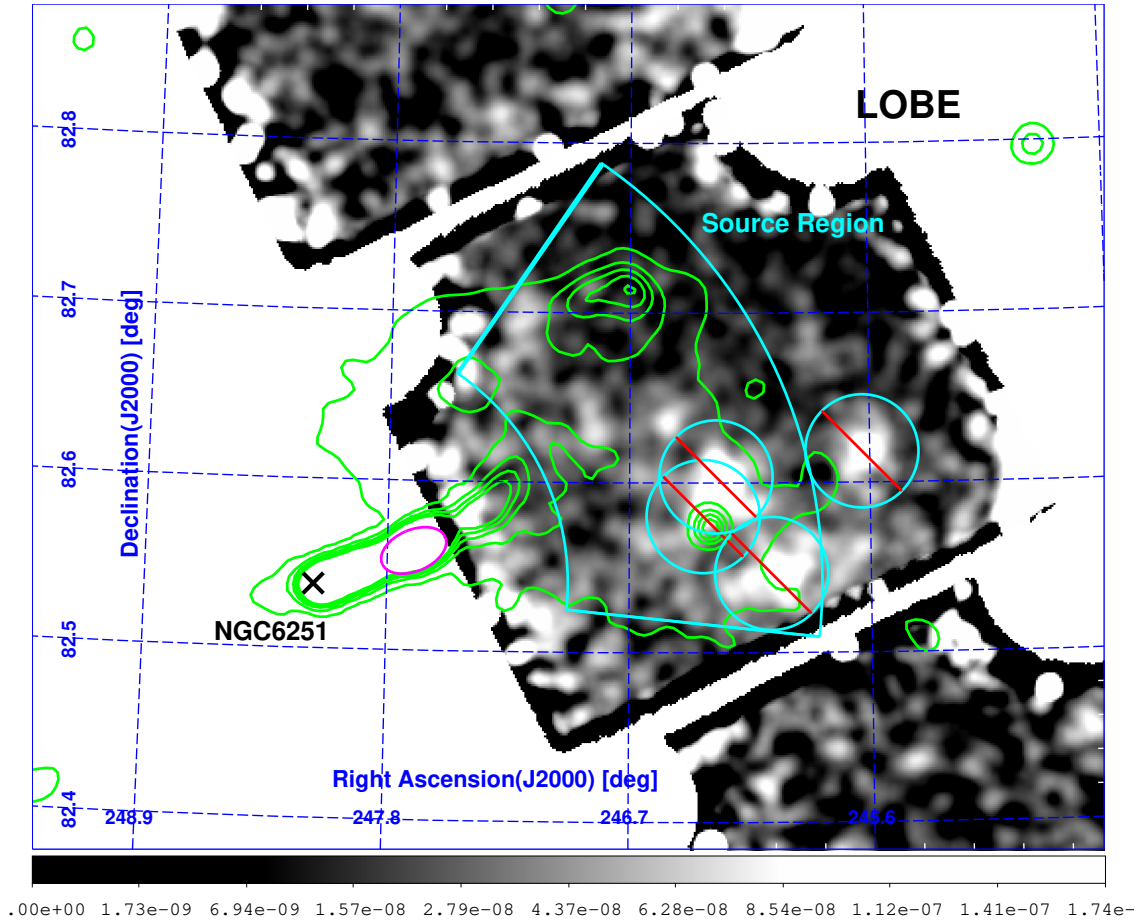 LOBE
82.8
Source Region
82.7
Declination(J2000) [deg]
82.6
NGC6251
82.5
Right Ascension(J2000) [deg]
82.4
248.9 247.8 246.7 245.6
.00e+00 1.73e-09 6.94e-09 1.57e-08 2.79e-08 4.37e-08 6.28e-08 8.54e-08 1.12e-07 1.41e-07 1.74e-